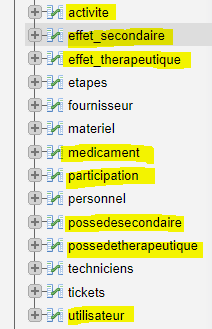 activite
effet_secondaire
effet_therapeutique
etapes
fournisseur
materiel
medicament
participation
personnel
possedesecondaire
possedetherapeutique
techniciens
tickets
utilisateur